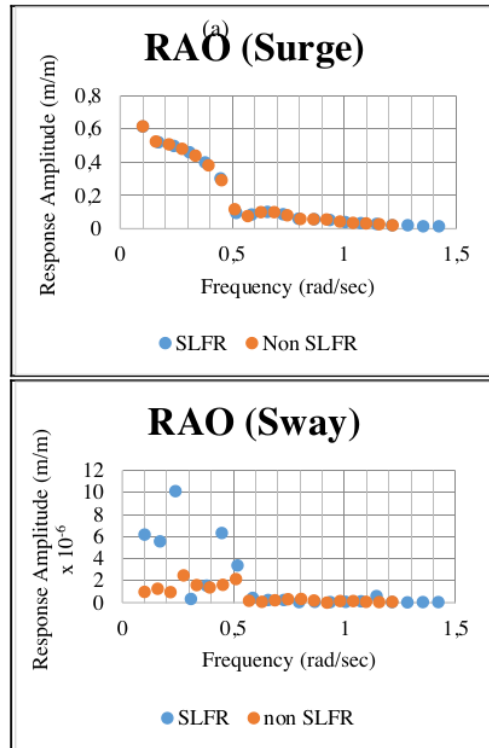 (a)
RAO (Surge)
Response Amplitude (m/m)
0,8
0,6
0,4
0,2
0
0
0,5
1
1,5
Frequency (rad/sec)
SLFR
Non SLFR
RAO (Sway)
Response Amplitude (m/m)
x 10-6
12
10
8
6
4
2
0
0
0,5
1
1,5
Frequency (rad/sec)
SLFR
non SLFR